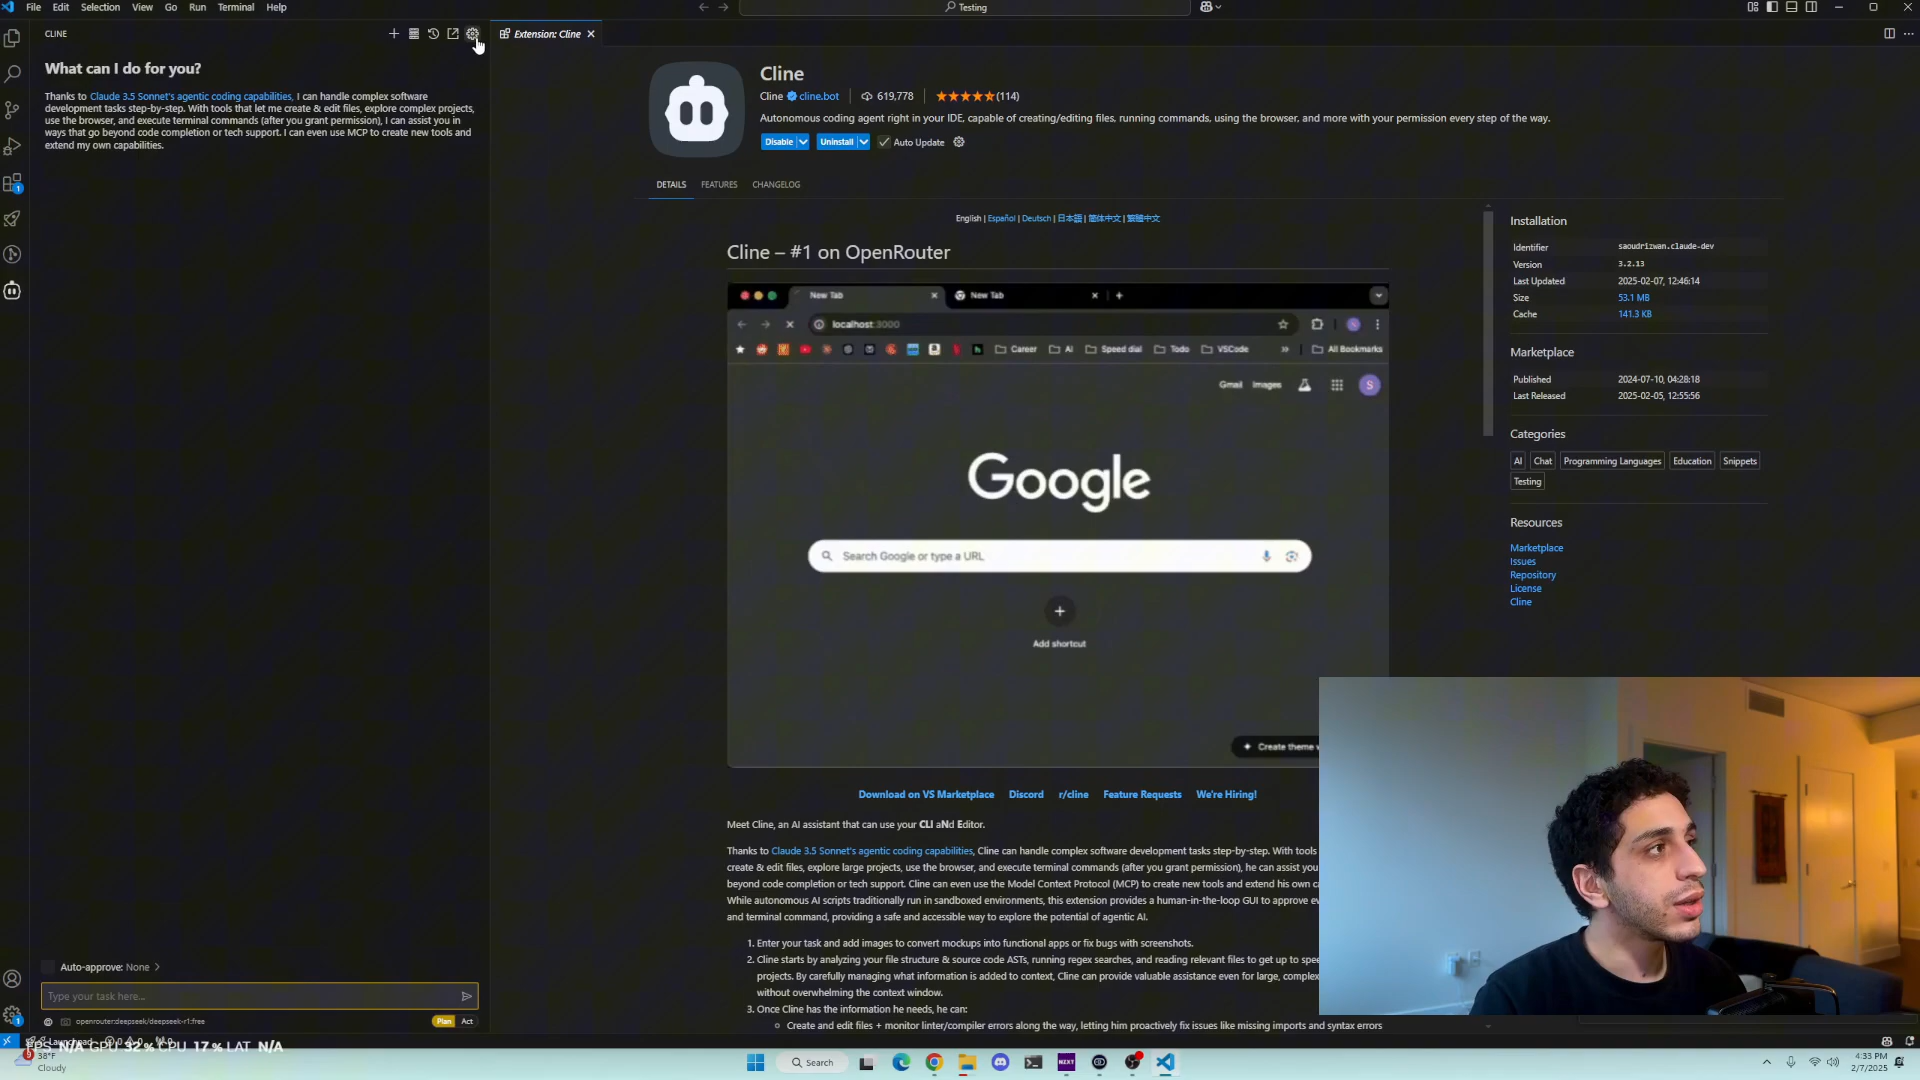 File Edit Selection View Go Run Terminal Help
Testing
CLINE
Extension: Cline
What can I do for you?
Thanks to Claude 3.5 Sonnet's agentic coding capabilities, I can handle complex software
development tasks step-by-step. With tools that let me create & edit files, explore complex projects,
use the browser, and execute terminal commands (after you grant permission), I can assist you in
ways that go beyond code completion or tech support. I can even use MCP to create new tools and
extend my own capabilities.
Cline
Cline cline.bot 619,778 (114)
Autonomous coding agent right in your IDE, capable of creating/editing files, running commands, using the browser, and more with your permission every step of the way.
Disable Uninstall Auto Update
DETAILS FEATURES CHANGELOG
English | Español | Deutsch | 日本語 | 简体中文 | 繁體中文
Cline – #1 on OpenRouter
New Tab New Tab
localhost:3000
Career AI Speed dial Todo VSCode » All Bookmarks
Gmail Images S
Google
Search Google or type a URL
Add shortcut
Create theme w
Download on VS Marketplace Discord r/cline Feature Requests We're Hiring!
Meet Cline, an AI assistant that can use your CLI aNd Editor.
Thanks to Claude 3.5 Sonnet's agentic coding capabilities, Cline can handle complex software development tasks step-by-step. With tools
create & edit files, explore large projects, use the browser, and execute terminal commands (after you grant permission), he can assist you
beyond code completion or tech support. Cline can even use the Model Context Protocol (MCP) to create new tools and extend his own ca
While autonomous AI scripts traditionally run in sandboxed environments, this extension provides a human-in-the-loop GUI to approve ev
and terminal command, providing a safe and accessible way to explore the potential of agentic AI.
1. Enter your task and add images to convert mockups into functional apps or fix bugs with screenshots.
2. Cline starts by analyzing your file structure & source code ASTs, running regex searches, and reading relevant files to get up to spee
projects. By carefully managing what information is added to context, Cline can provide valuable assistance even for large, complex
without overwhelming the context window.
3. Once Cline has the information he needs, he can:
Create and edit files + monitor linter/compiler errors along the way, letting him proactively fix issues like missing imports and syntax errors
Installation
Identifier saoudrizwan.claude-dev
Version 3.2.13
Last Updated 2025-02-07, 12:46:14
Size 53.1 MB
Cache 141.3 KB
Marketplace
Published 2024-07-10, 04:28:18
Last Released 2025-02-05, 12:55:56
Categories
AI Chat Programming Languages Education Snippets
Testing
Resources
Marketplace
Issues
Repository
License
Cline
Auto-approve: None
Type your task here...
openrouter:deepseek/deepseek-r1:free Plan Act
FPS N/A GPU 32 % CPU 17 % LAT N/A
38°F
Cloudy
Search
NZXT
4:33 PM
2/7/2025